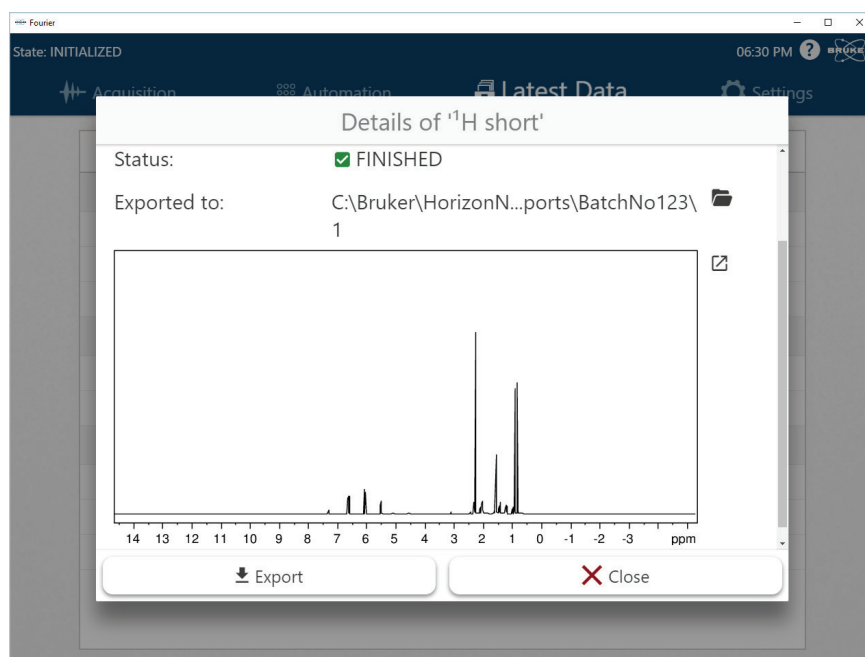 Fourier
State: INITIALIZED
06:30 PM ? BRUKER
Acquisition Automation Latest Data Settings
Details of '¹H short'
Status: FINISHED
Exported to: C:\Bruker\HorizonN...ports\BatchNo123\
1
14 13 12 11 10 9 8 7 6 5 4 3 2 1 0 -1 -2 -3 ppm
Export Close